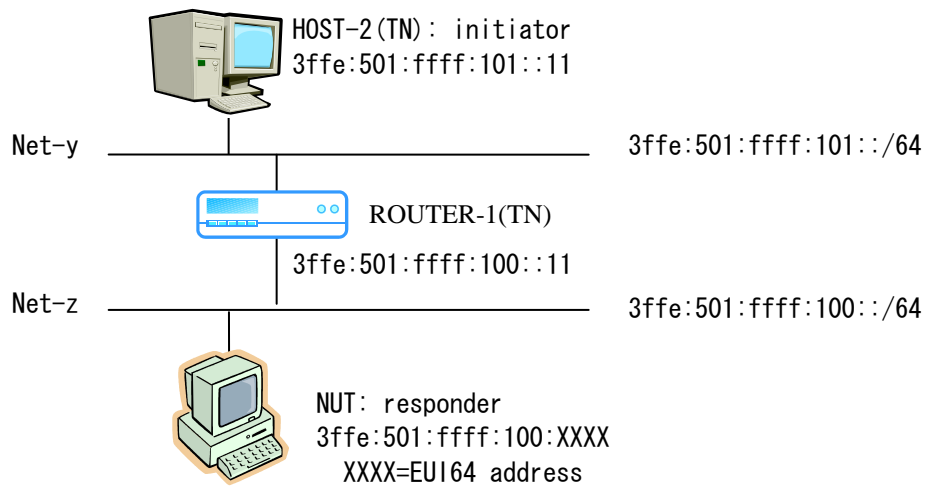 HOST-2(TN): initiator
3ffe:501:ffff:101::11
Net-y
3ffe:501:ffff:101::/64
ROUTER-1(TN)
3ffe:501:ffff:100::11
Net-z
3ffe:501:ffff:100::/64
NUT: responder
3ffe:501:ffff:100:XXXX
XXXX=EUI64 address